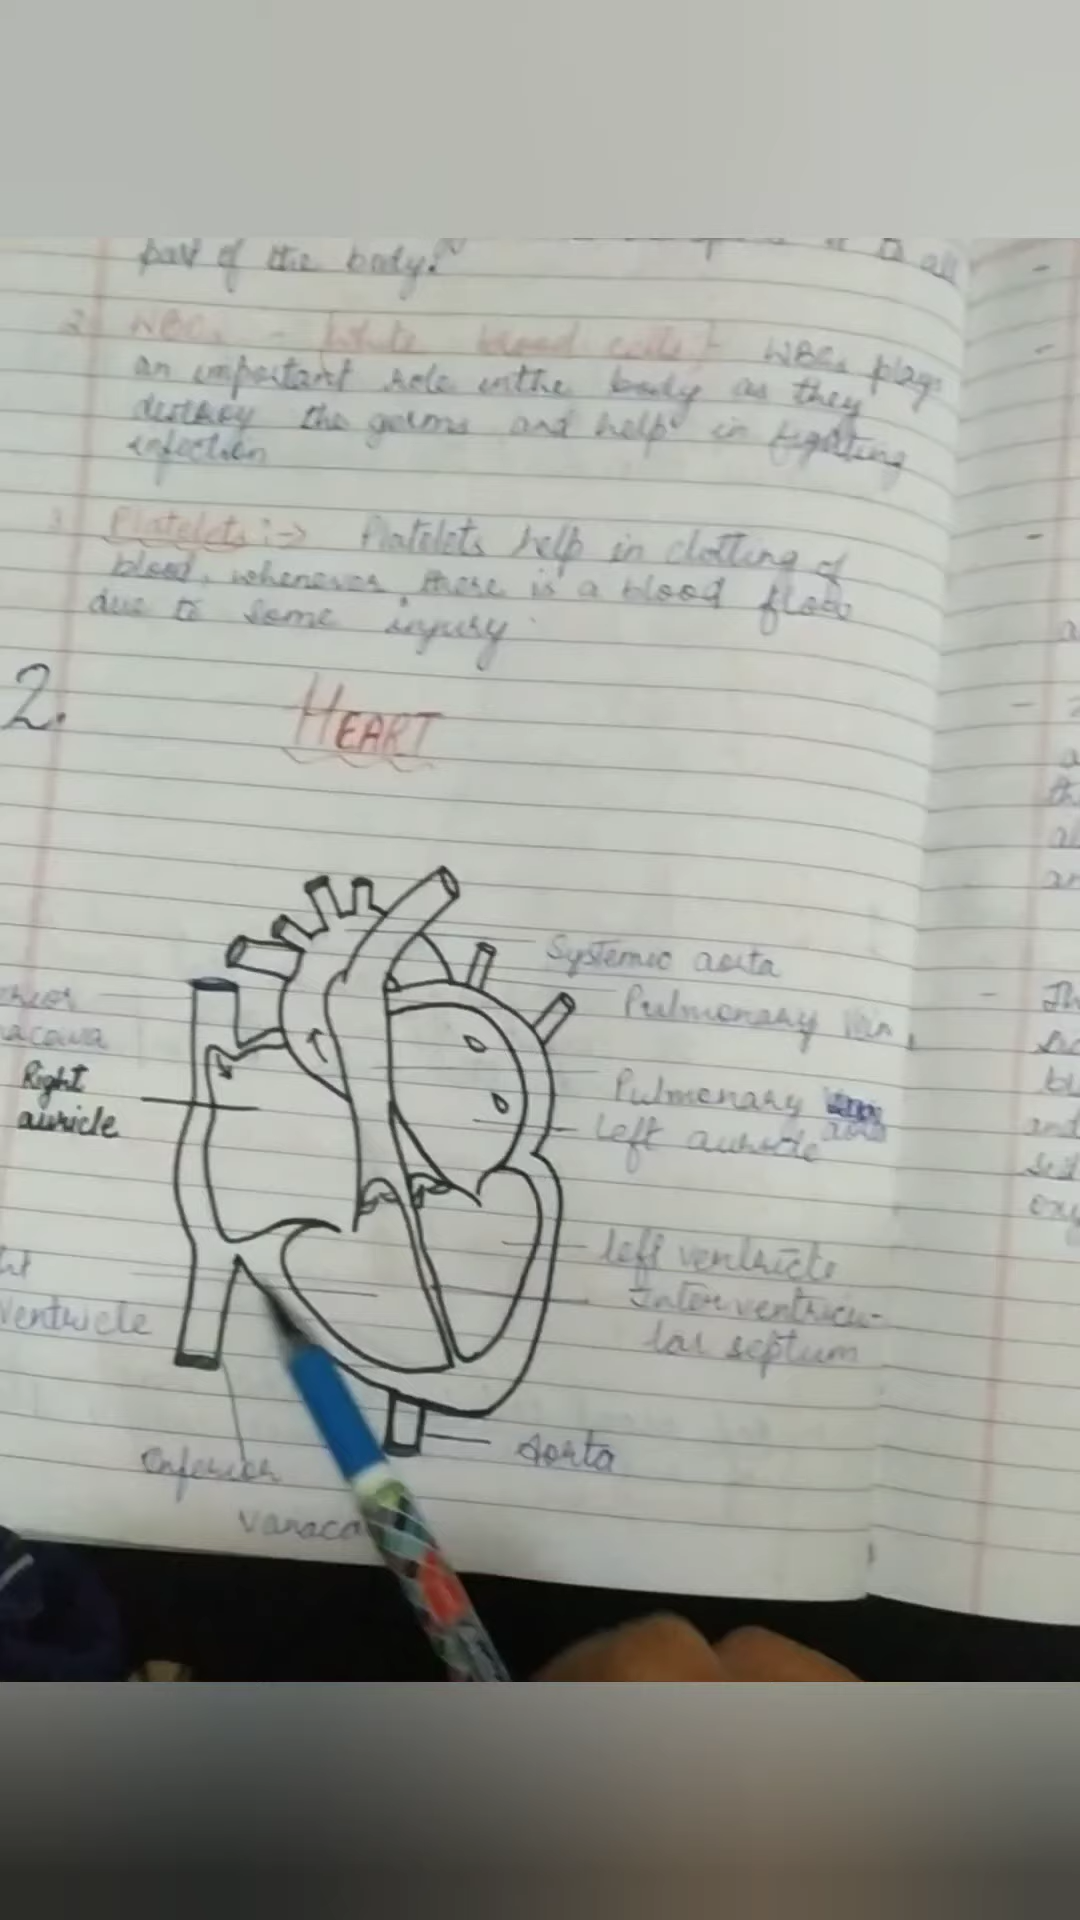 part of the body.
2 WBCs - White blood cells WBCs plays
an important role in the body as they
destroy the germs and help in fighting
infection
Platelets :-> Platelets help in clotting of
blood, whenever there is a blood flow
due to some injury
2.
HEART
Systemic aorta
Pulmonary
Right
auricle
Pulmonary
left auricle
left ventricle
Interventricu-
lar septum
ventricle
Inferior
vanaca
Aorta